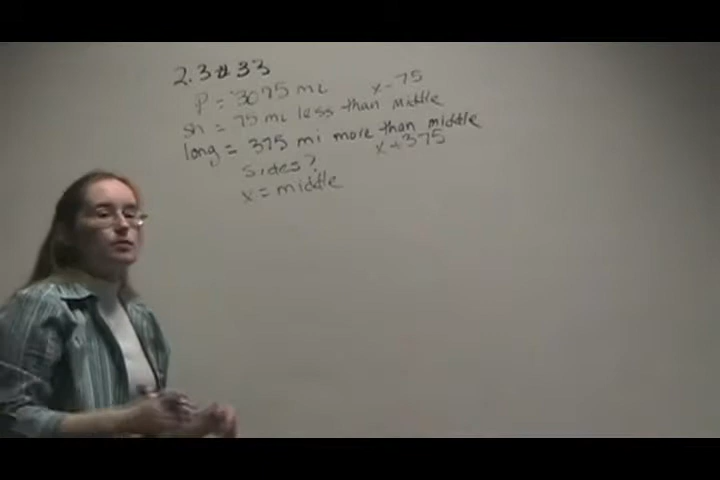 2.3 # 33
P = 3075 mi
x - 75
sh = 75 mi less than middle
long = 375 mi more than middle
x + 375
sides?
x = middle